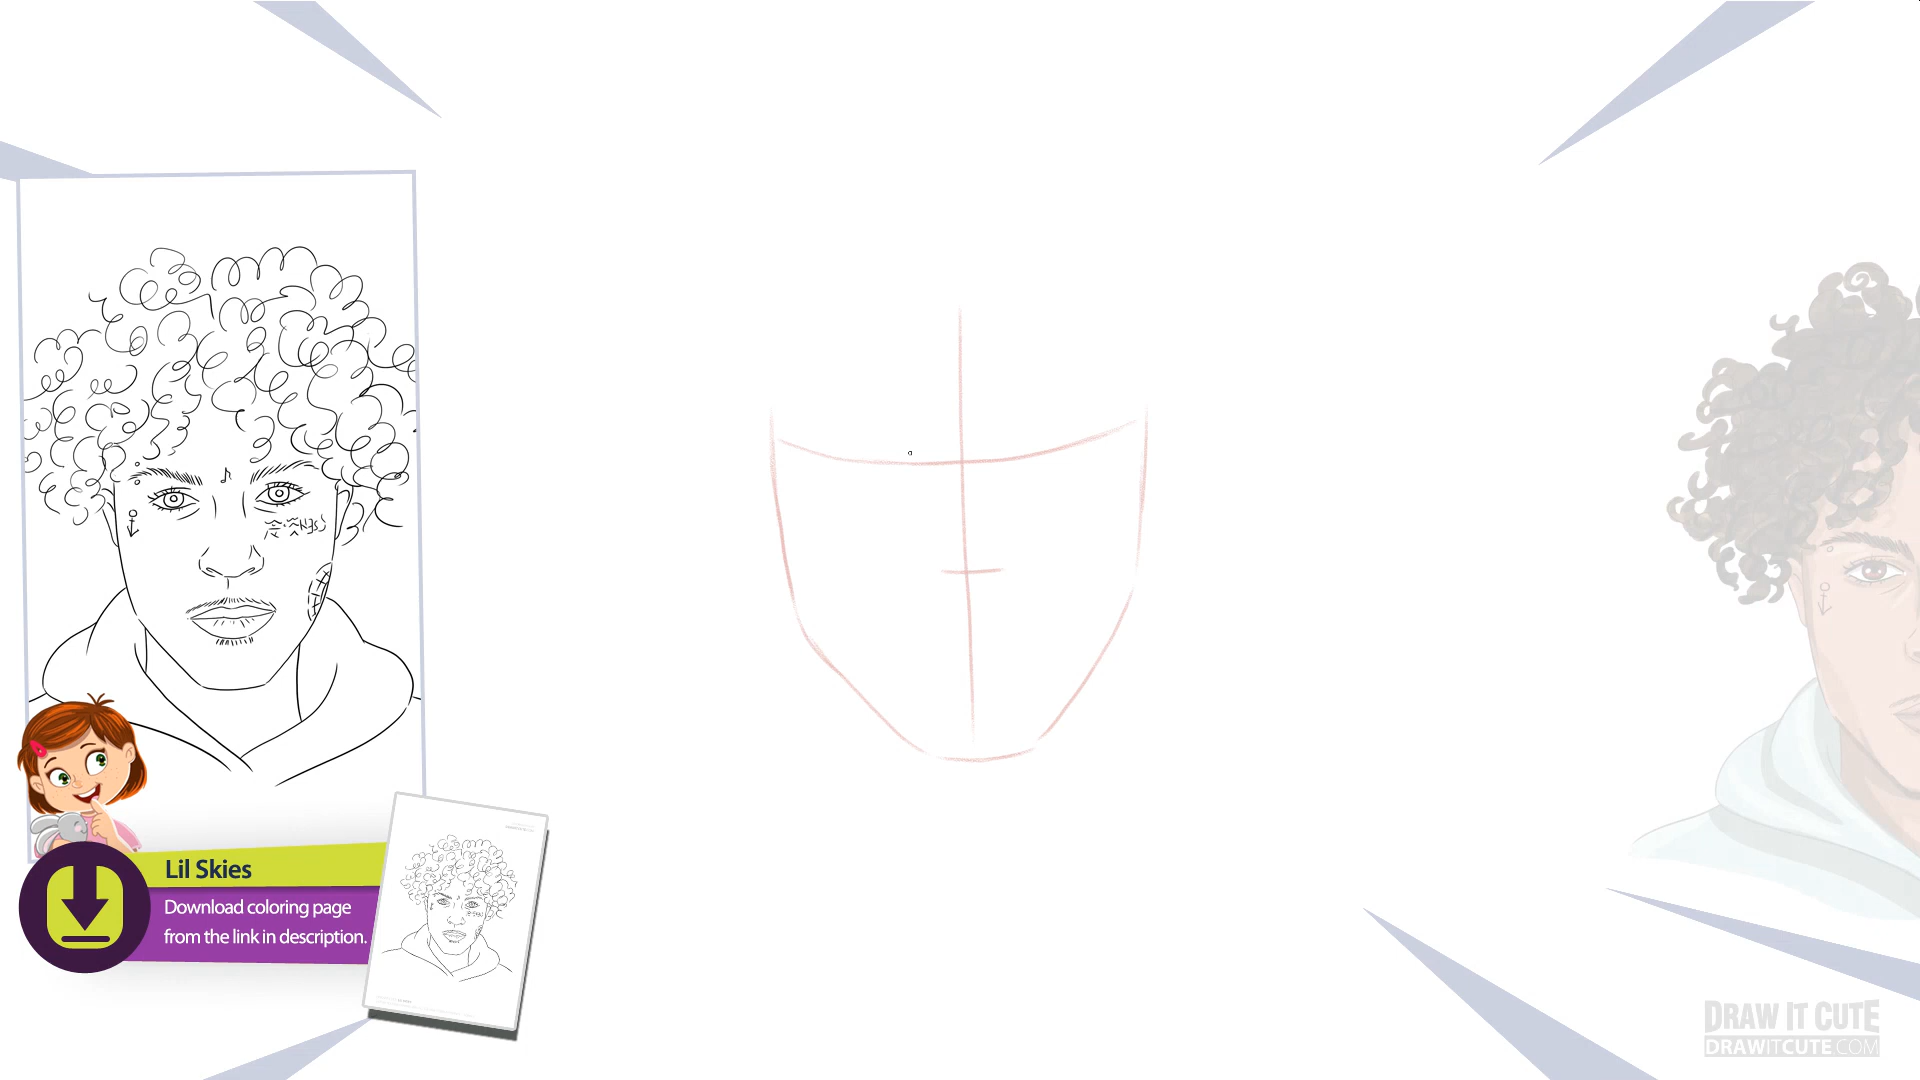 Lil Skies
Download coloring page
from the link in description.
DRAW IT CUTE
DRAWITCUTE.COM